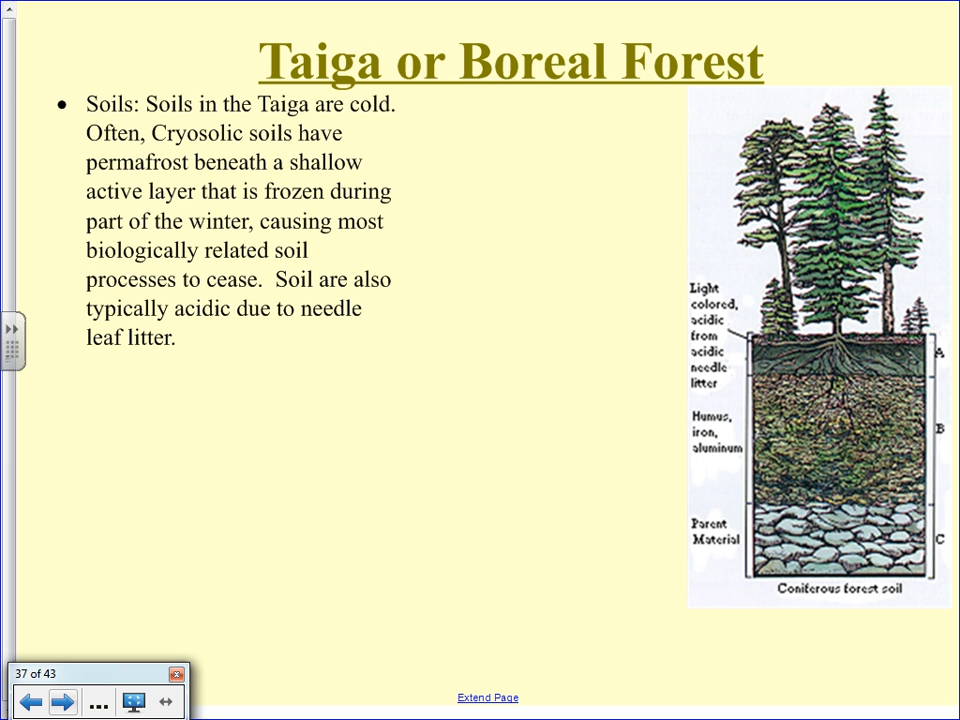 Taiga or Boreal Forest
• Soils: Soils in the Taiga are cold.
Often, Cryosolic soils have
permafrost beneath a shallow
active layer that is frozen during
part of the winter, causing most
biologically related soil
processes to cease.  Soil are also
typically acidic due to needle
leaf litter.
Light
colored,
acidic
from
acidic
needle
litter
A
Humus,
iron,
aluminum
B
Parent
Material
C
Coniferous forest soil
37 of 43
Extend Page